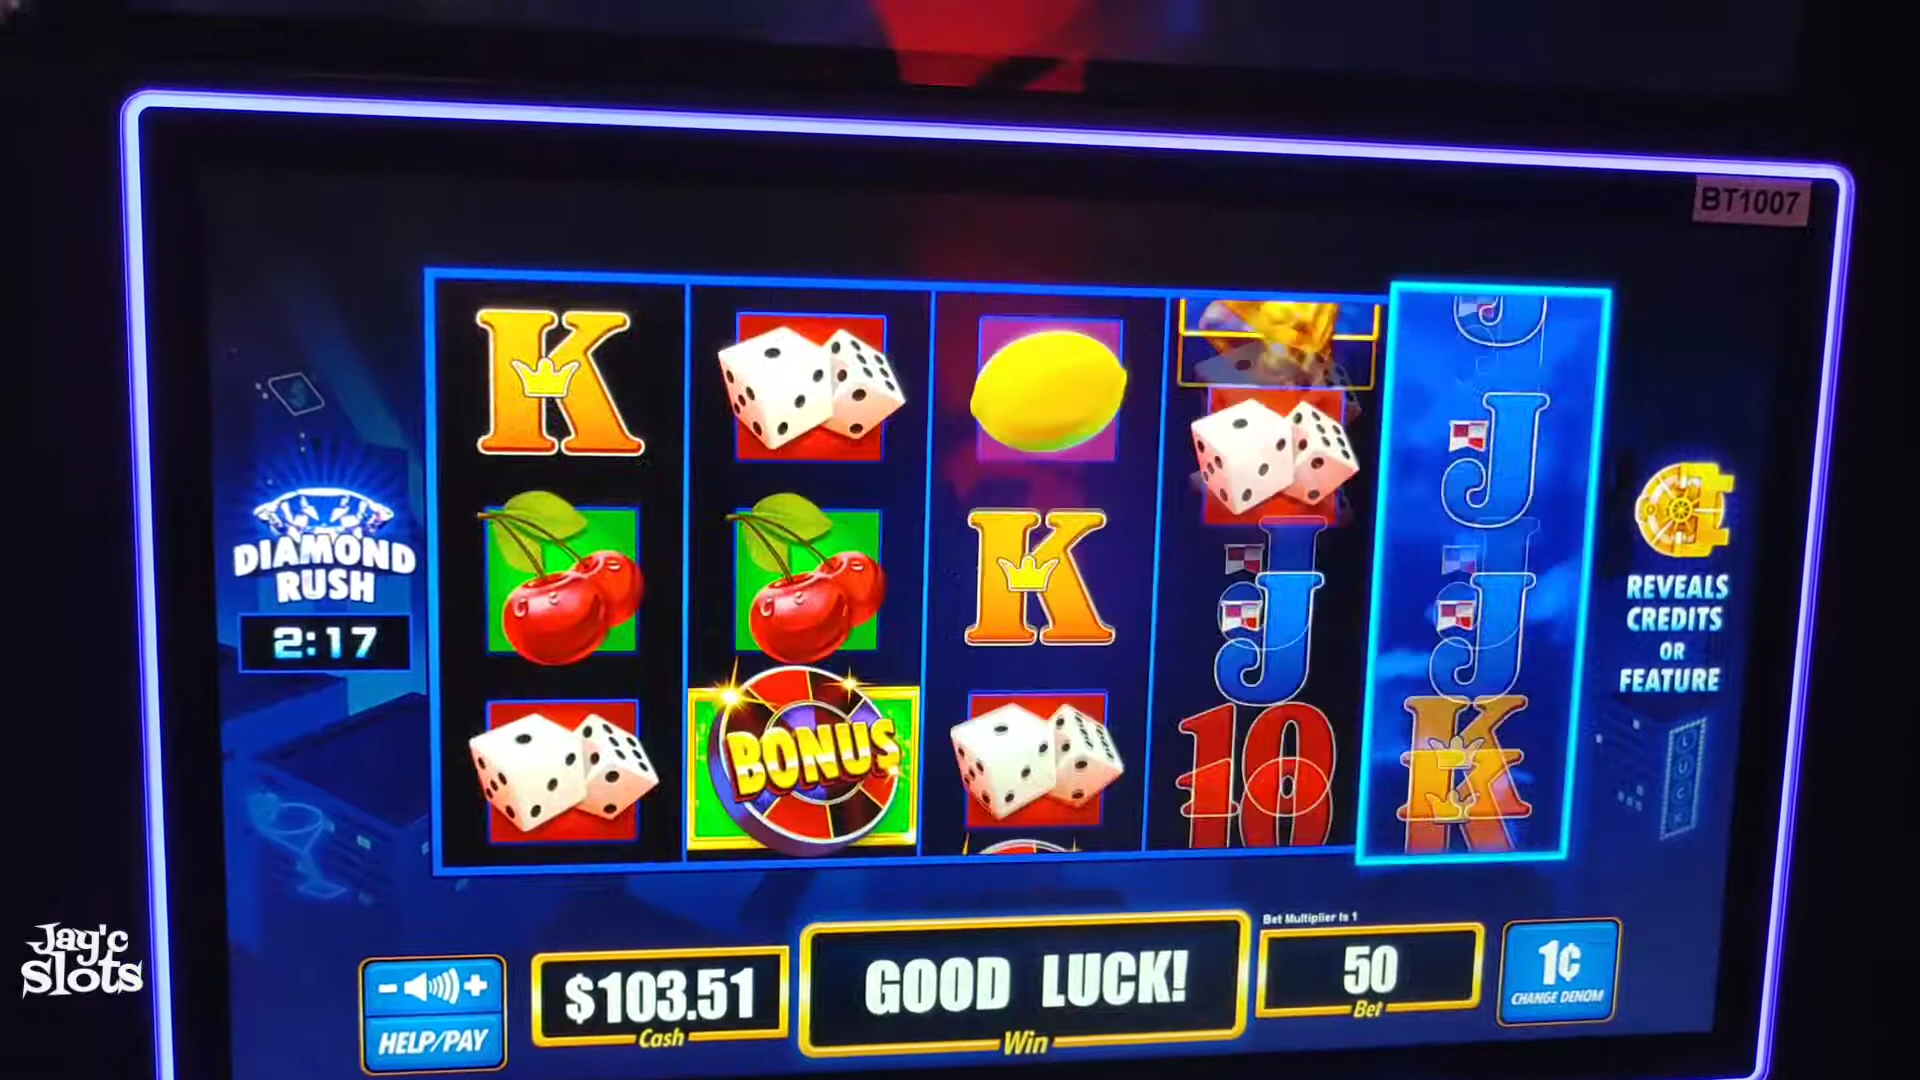 BT1007
K
J
J
DIAMOND
RUSH
2:17
K
J
J
REVEALS
CREDITS
OR
FEATURE
BONUS
10
K
K
L
U
C
K
Jay'c
Slots
- +
HELP/PAY
$103.51
Cash
GOOD LUCK!
Win
Bet Multiplier Is 1
50
Bet
1¢
CHANGE DENOM